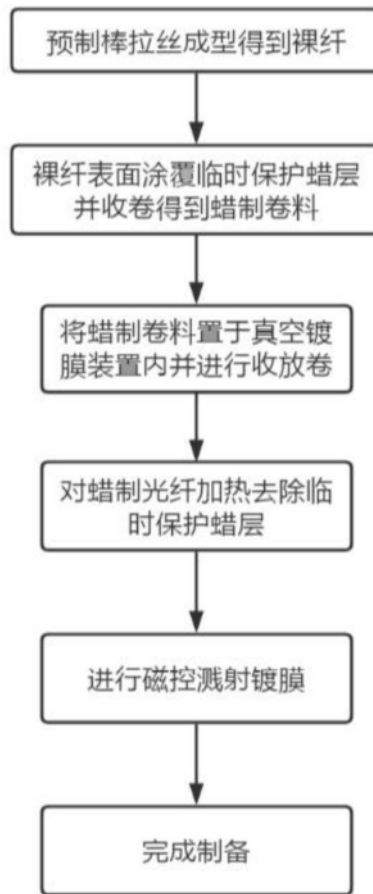 预制棒拉丝成型得到裸纤
裸纤表面涂覆临时保护蜡层
并收卷得到蜡制卷料
将蜡制卷料置于真空镀
膜装置内并进行收放卷
对蜡制光纤加热去除临
时保护蜡层
进行磁控溅射镀膜
完成制备